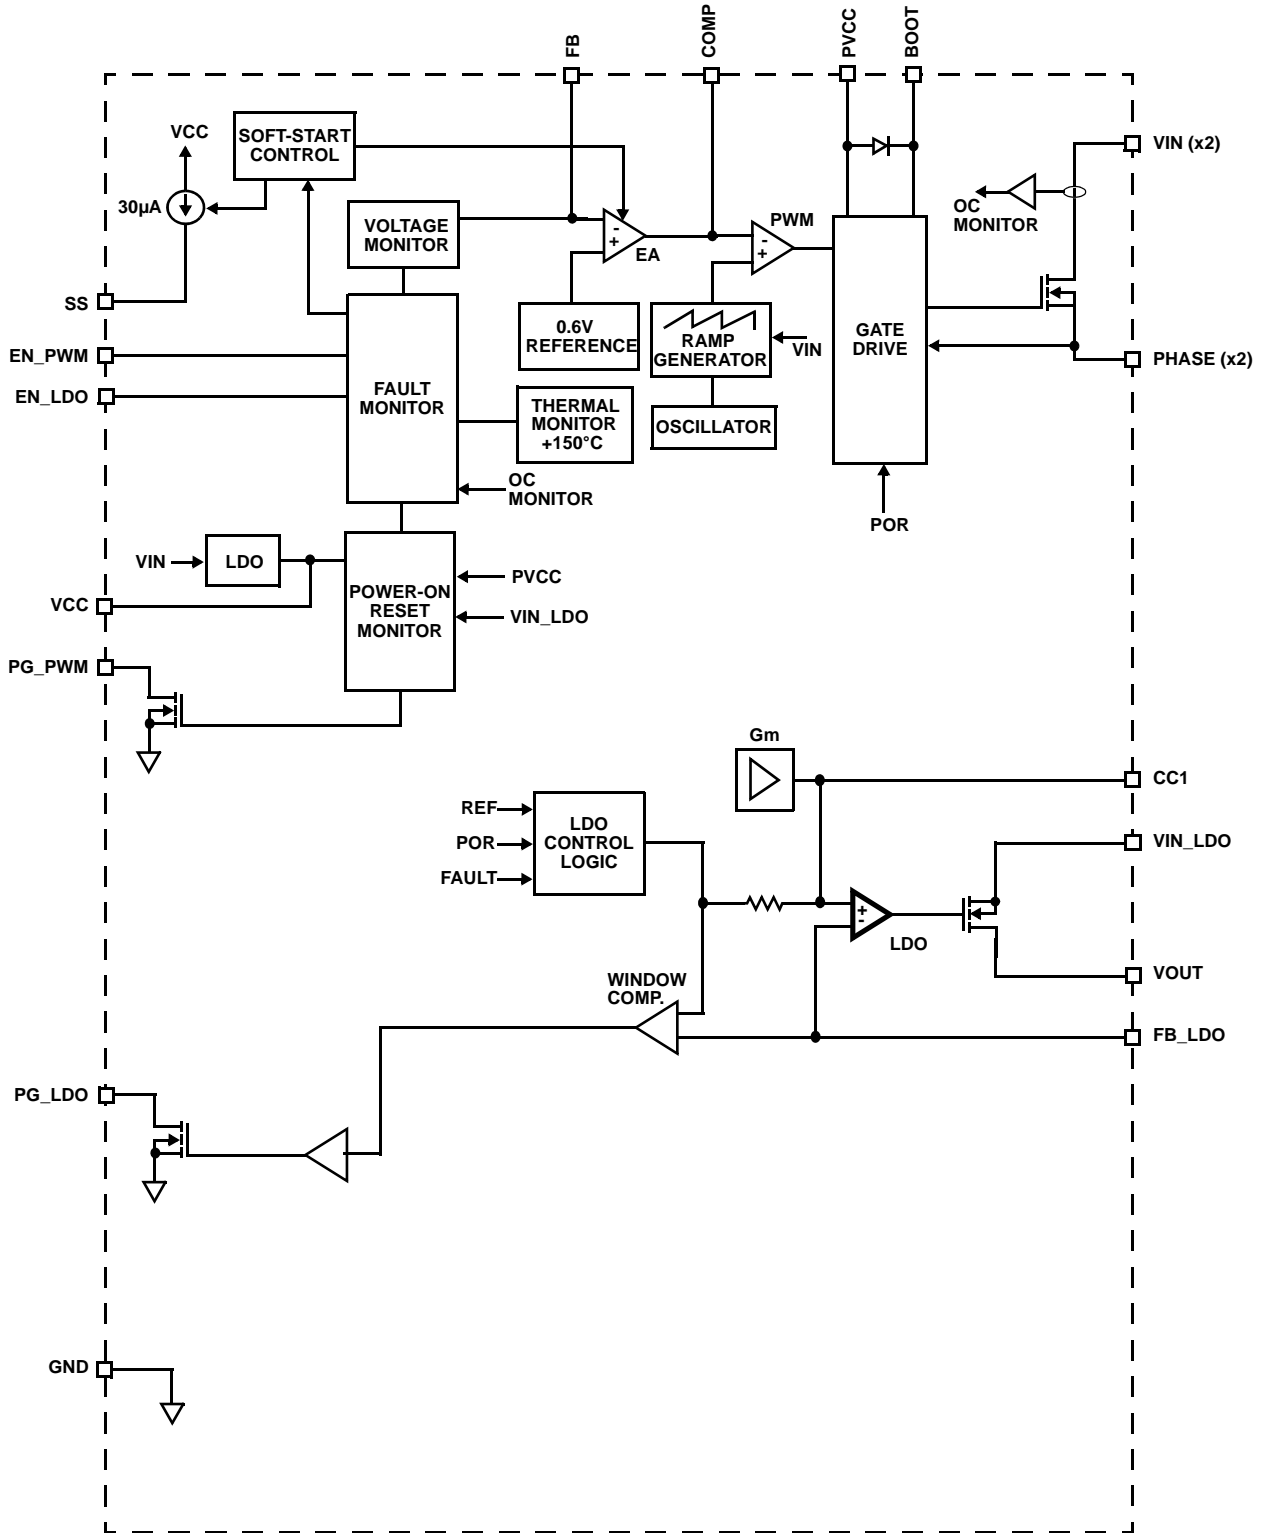 FB
COMP
PVCC
BOOT
VCC
SOFT-START
CONTROL
VIN (x2)
30µA
OC
MONITOR
VOLTAGE
MONITOR
-
+
EA
PWM
-
+
SS
0.6V
REFERENCE
RAMP
GENERATOR
VIN
GATE
DRIVE
EN_PWM
PHASE (x2)
EN_LDO
FAULT
MONITOR
THERMAL
MONITOR
+150°C
OSCILLATOR
OC
MONITOR
POR
VIN
LDO
VCC
POWER-ON
RESET
MONITOR
PVCC
VIN_LDO
PG_PWM
Gm
CC1
REF
POR
FAULT
LDO
CONTROL
LOGIC
VIN_LDO
+
-
LDO
WINDOW
COMP.
VOUT
FB_LDO
PG_LDO
GND